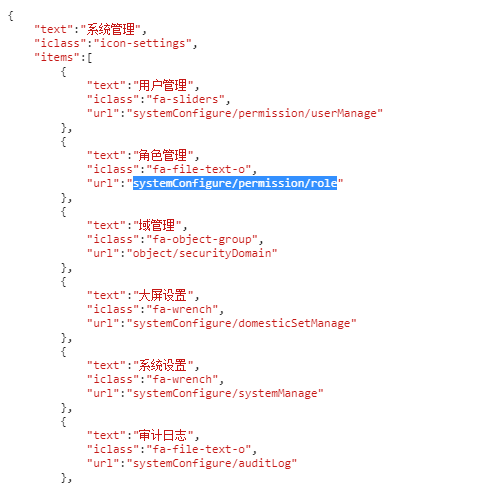 {
"text":"系统管理",
"iclass":"icon-settings",
"items":[
{
"text":"用户管理",
"iclass":"fa-sliders",
"url":"systemConfigure/permission/userManage"
},
{
"text":"角色管理",
"iclass":"fa-file-text-o",
"url":"systemConfigure/permission/role"
},
{
"text":"域管理",
"iclass":"fa-object-group",
"url":"object/securityDomain"
},
{
"text":"大屏设置",
"iclass":"fa-wrench",
"url":"systemConfigure/domesticSetManage"
},
{
"text":"系统设置",
"iclass":"fa-wrench",
"url":"systemConfigure/systemManage"
},
{
"text":"审计日志",
"iclass":"fa-file-text-o",
"url":"systemConfigure/auditLog"
},